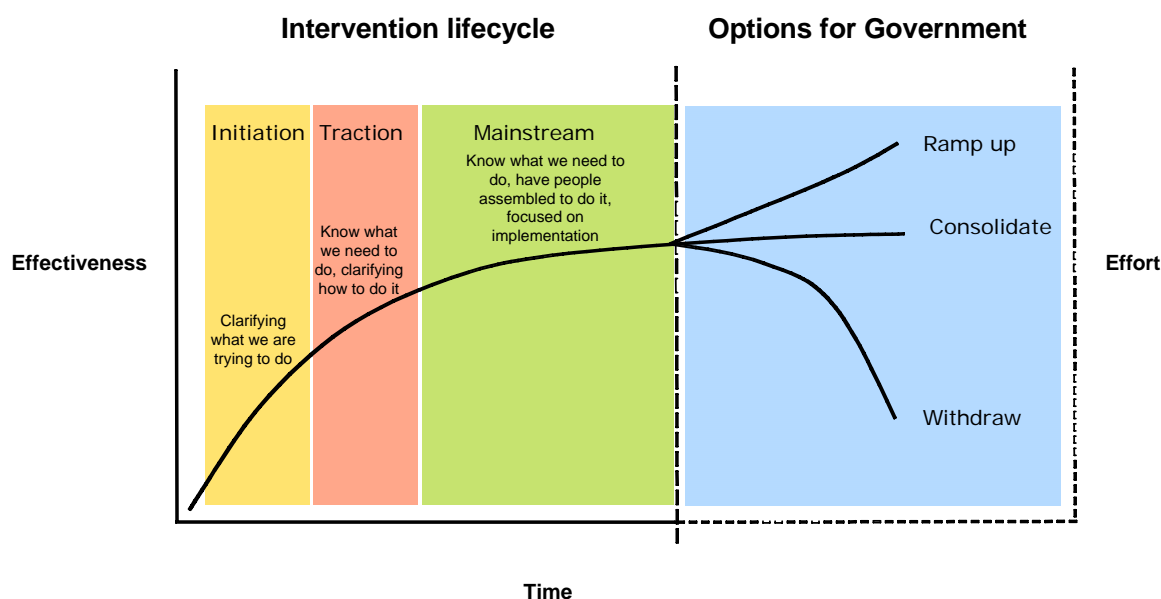 Intervention lifecycle
Options for Government
Initiation
Traction
Mainstream
Know what we need to
do, have people
assembled to do it,
focused on
implementation
Know what
we need to
do, clarifying
how to do it
Clarifying
what we are
trying to do
Ramp up
Consolidate
Withdraw
Effectiveness
Effort
Time